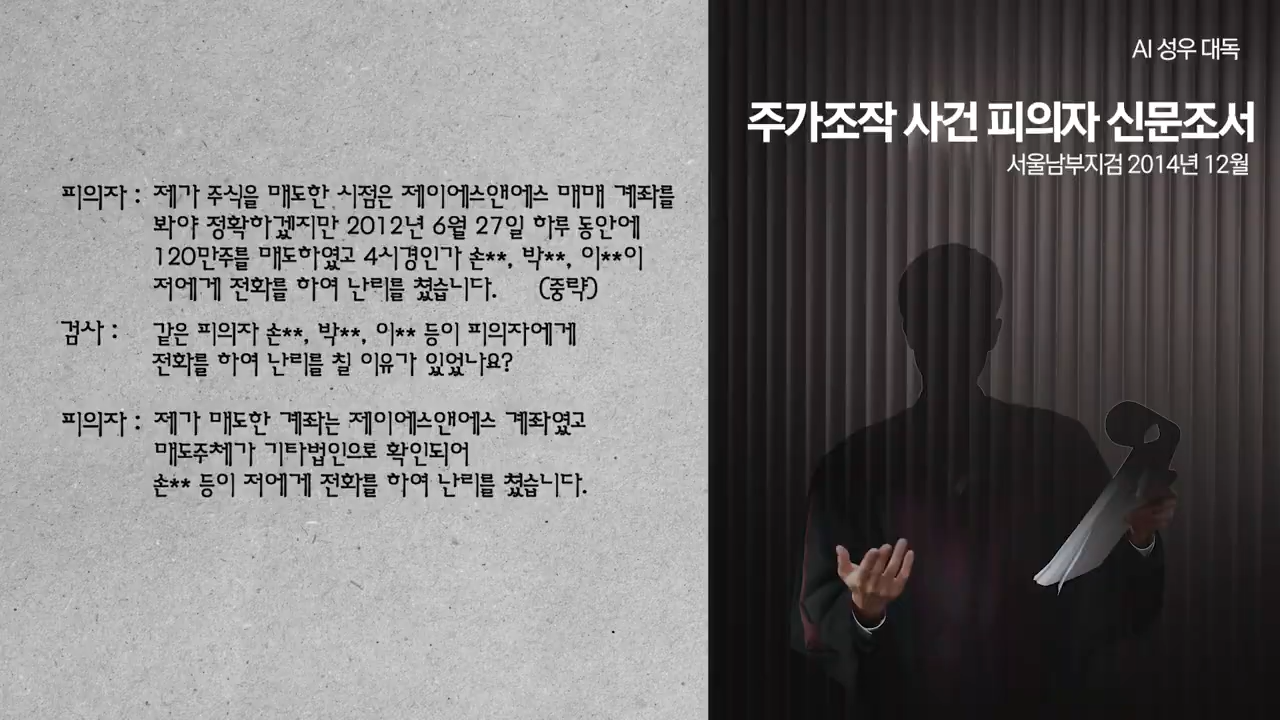 AI 성우 대독
주가조작 사건 피의자 신문조서
서울남부지검 2014년 12월
피의자 : 제가 주식을 매도한 시점은 제이에스앤에스 매매 계좌를
봐야 정확하겠지만 2012년 6월 27일 하루 동안에
120만주를 매도하였고 4시경인가 손**, 박**, 이**이
저에게 전화를 하여 난리를 쳤습니다. (중략)
검사 : 같은 피의자 손**, 박**, 이** 등이 피의자에게
전화를 하여 난리를 칠 이유가 있었나요?
피의자 : 제가 매도한 계좌는 제이에스앤에스 계좌였고
매도주체가 기타법인으로 확인되어
손** 등이 저에게 전화를 하여 난리를 쳤습니다.